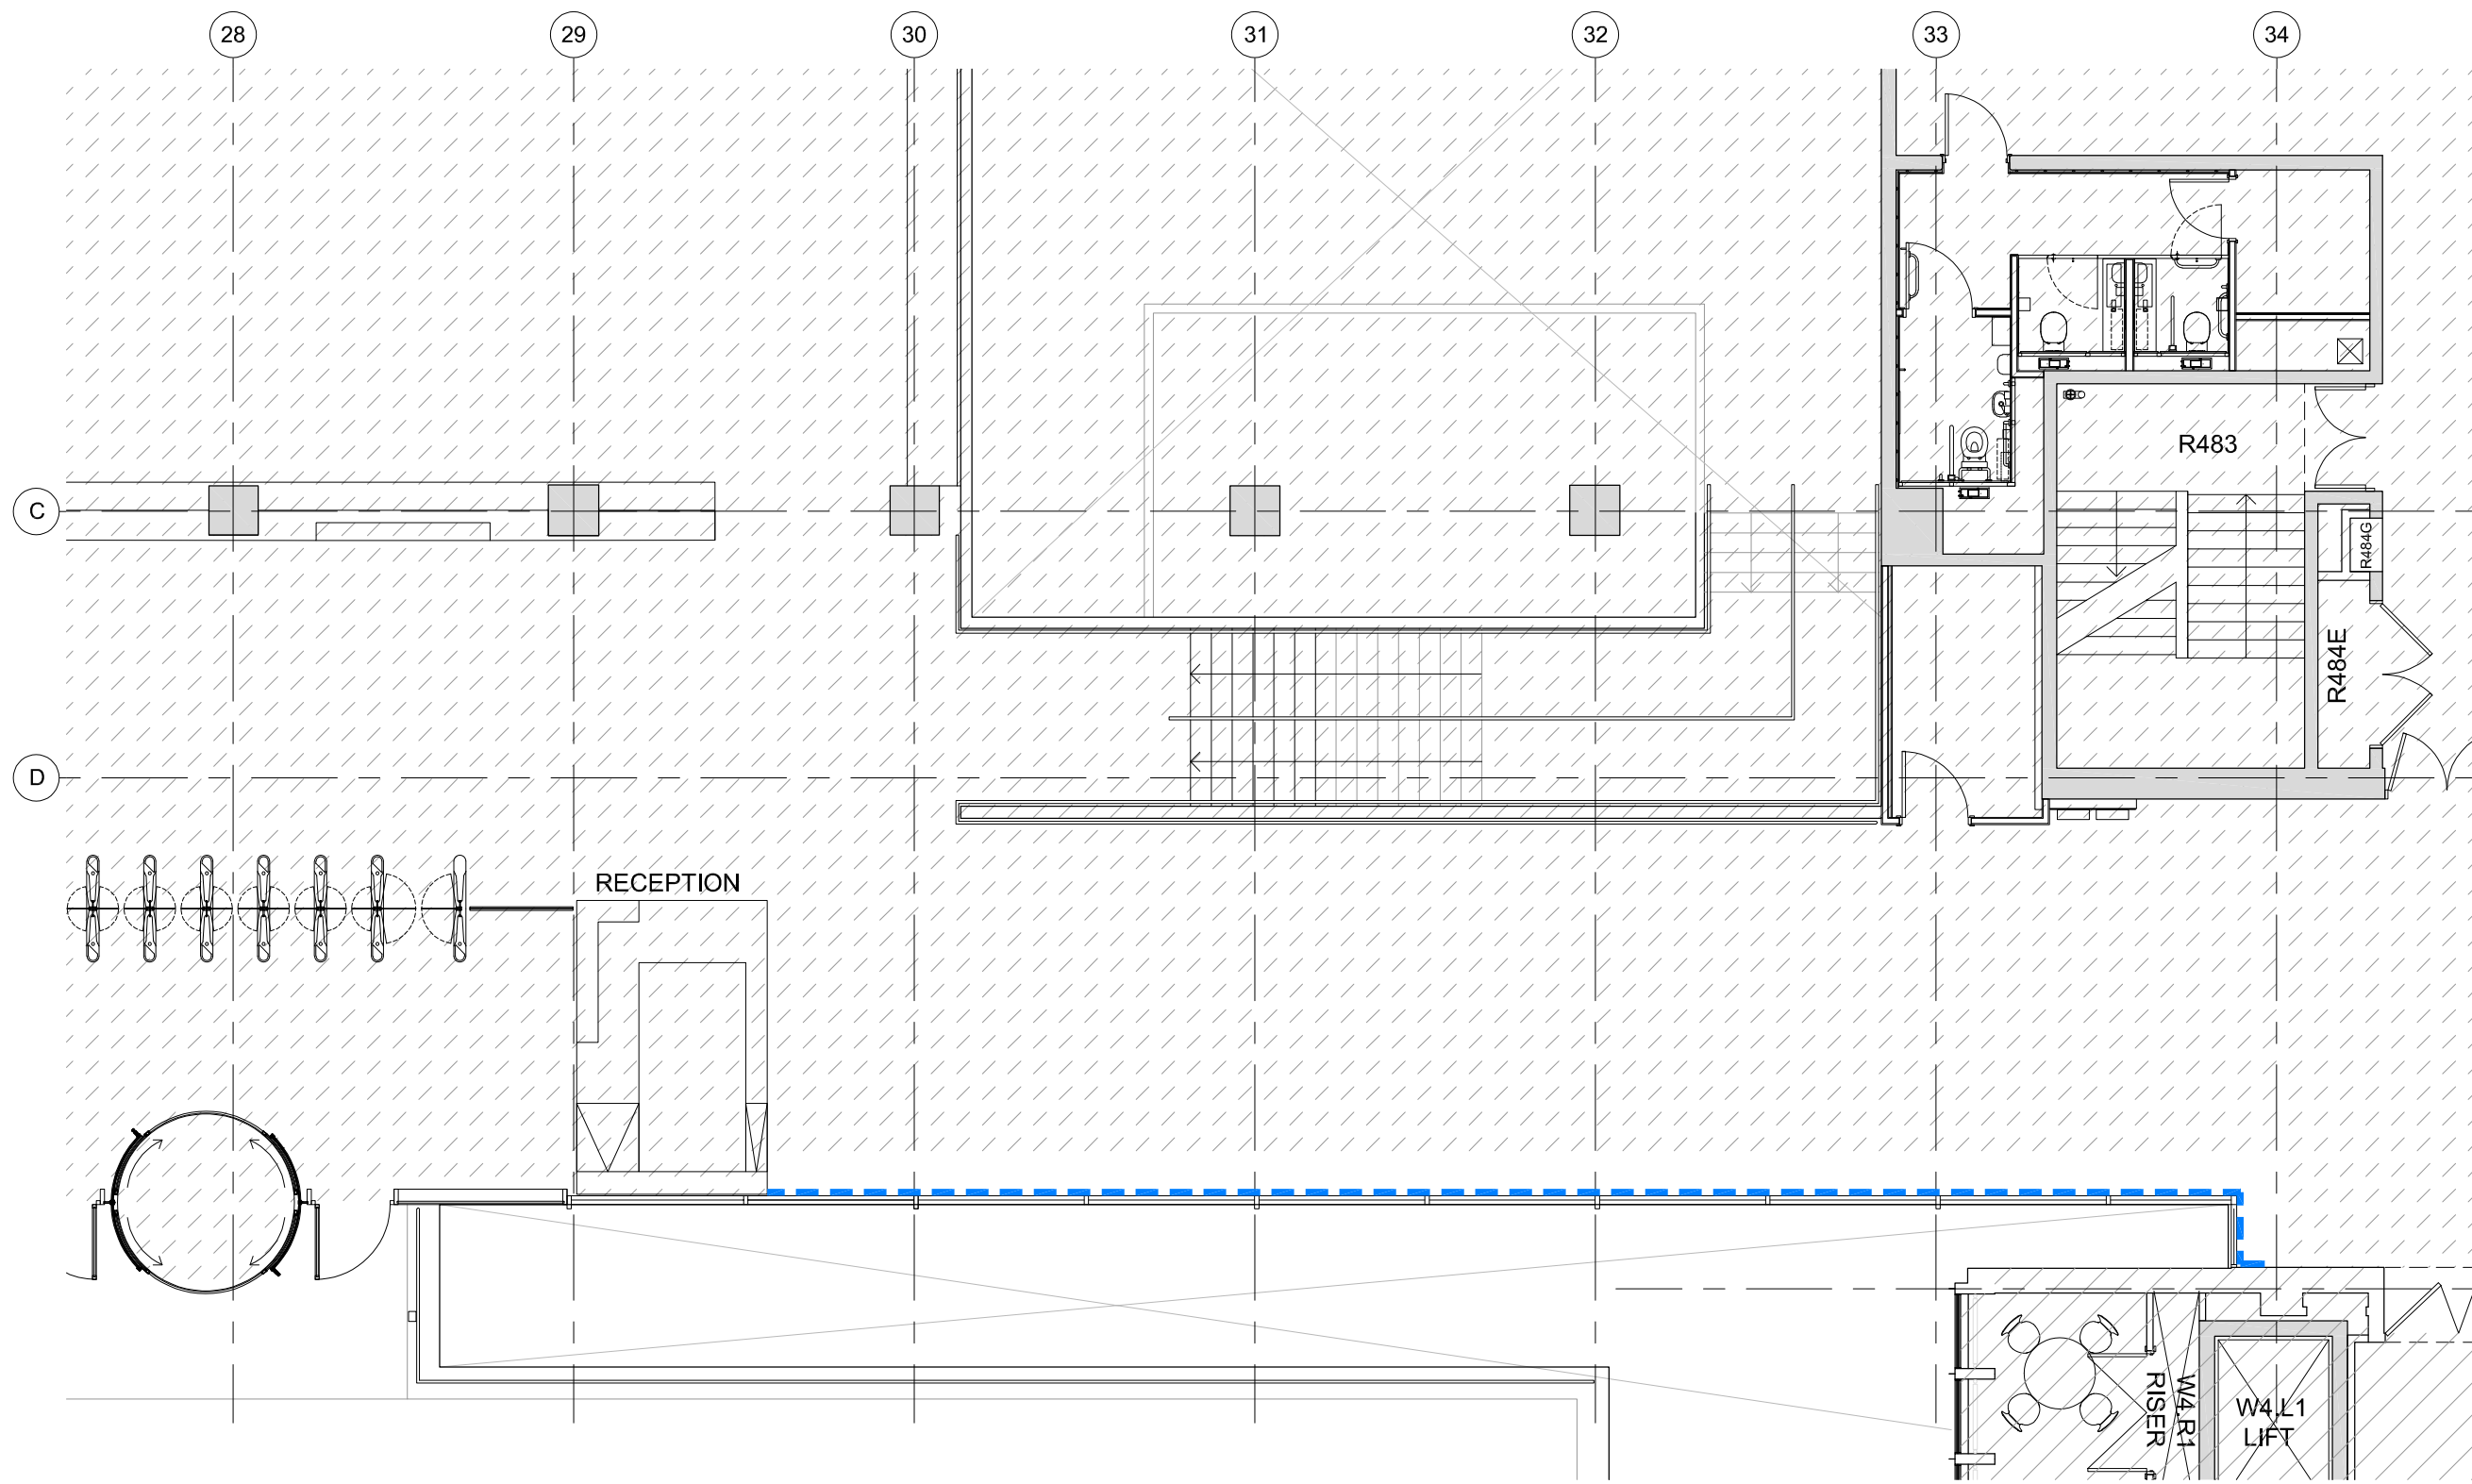 28
29
30
31
32
33
34
C
R483
R484G
R484E
D
RECEPTION
W4.R1
RISER
W4.L1
LIFT